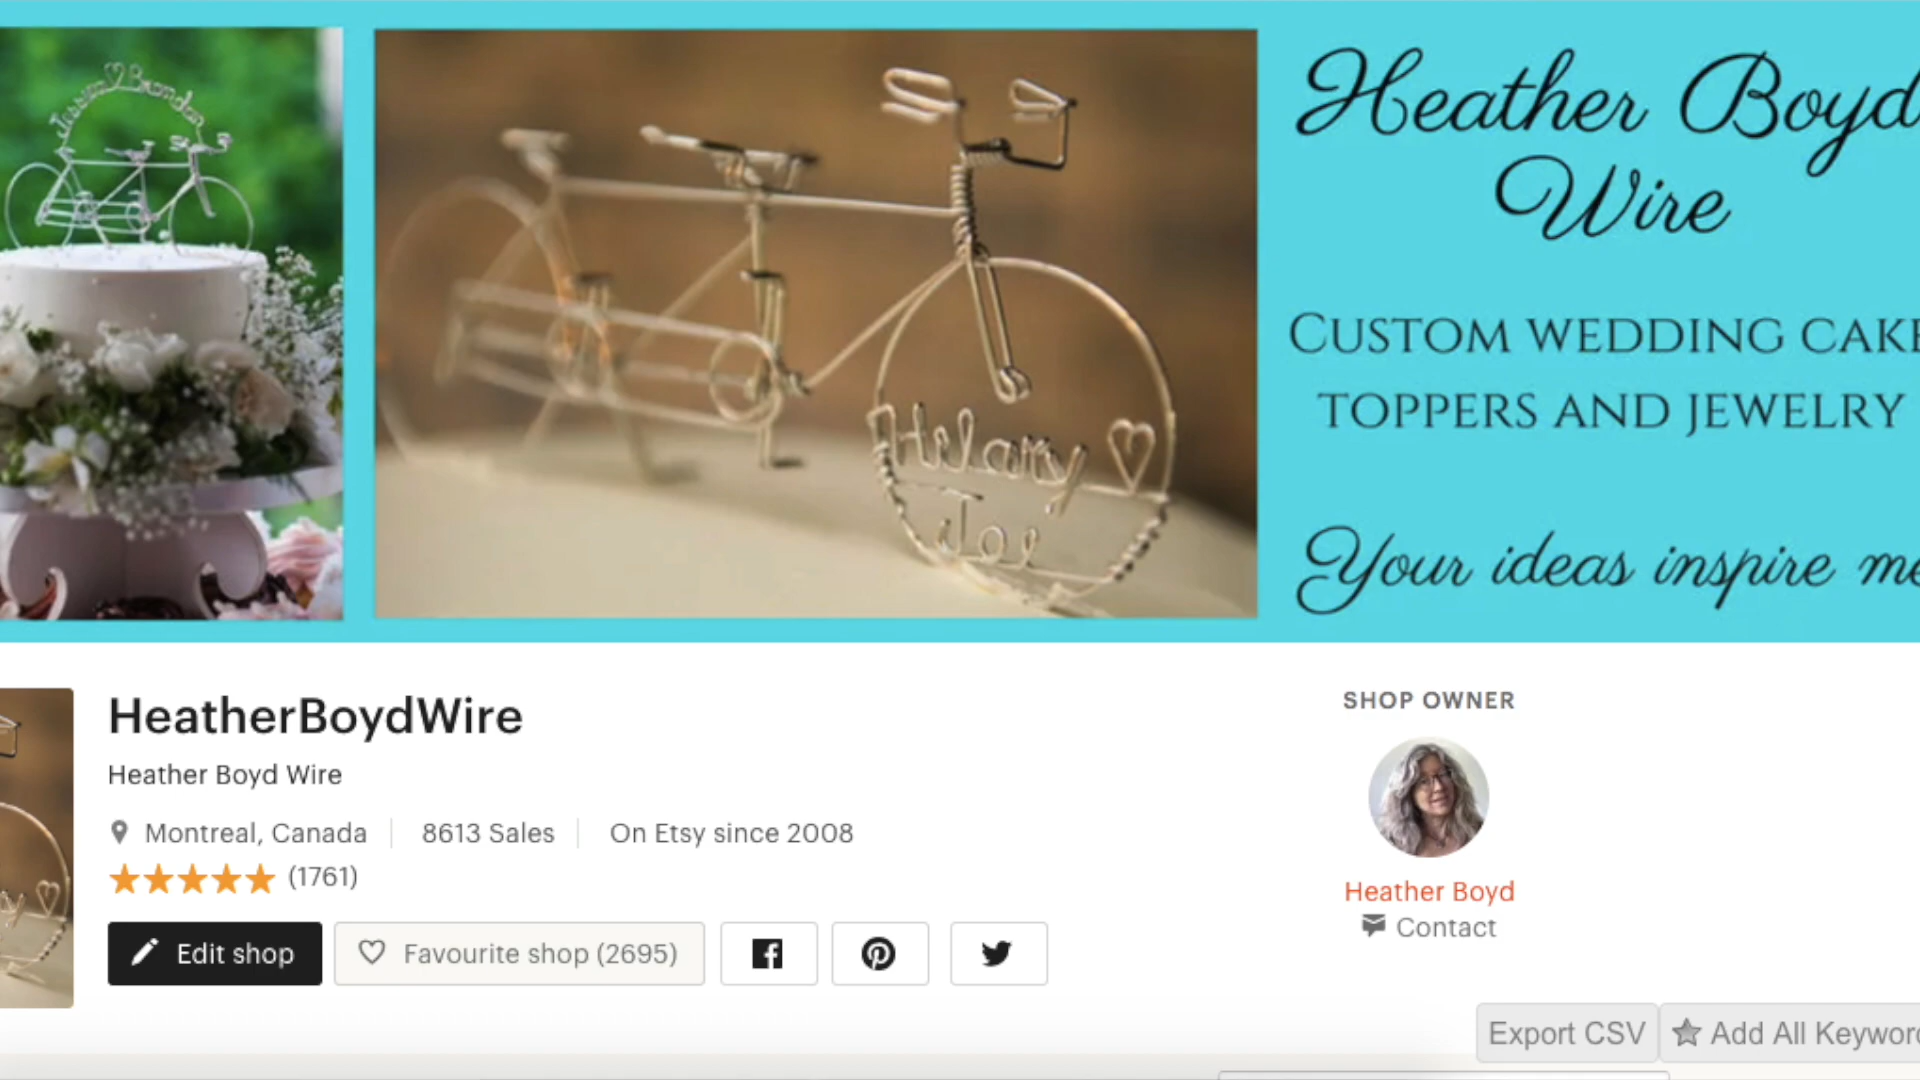 Jessica Brandon
Hilary
Joe
Heather Boyd
Wire
CUSTOM WEDDING CAKE
TOPPERS AND JEWELRY
Your ideas inspire me
HeatherBoydWire
Heather Boyd Wire
Montreal, Canada
8613 Sales
On Etsy since 2008
(1761)
Edit shop
Favourite shop (2695)
SHOP OWNER
Heather Boyd
Contact
Export CSV
Add All